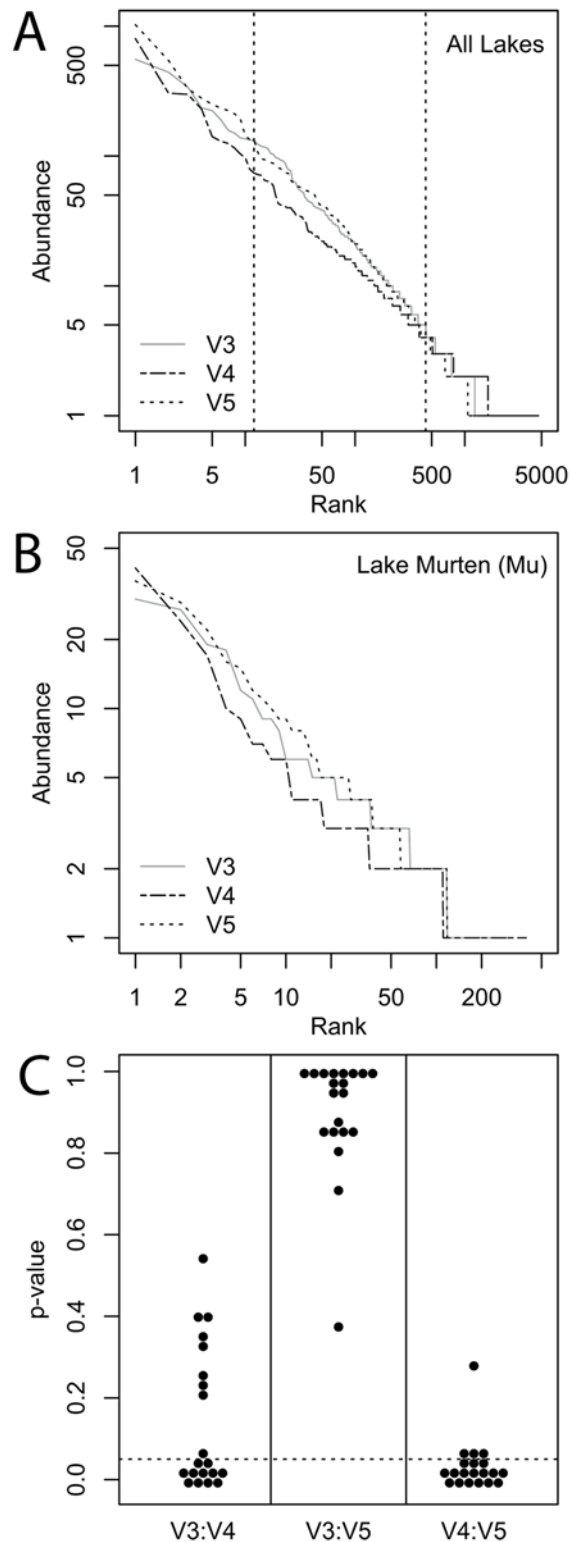 A
All Lakes
Abundance
500
50
5
1
V3
V4
V5
1 5 50 500 5000
Rank
B
Lake Murten (Mu)
Abundance
50
20
10
5
2
1
V3
V4
V5
1 2 5 10 50 200
Rank
C
p-value
1.0
0.8
0.6
0.4
0.2
0.0
V3:V4 V3:V5 V4:V5